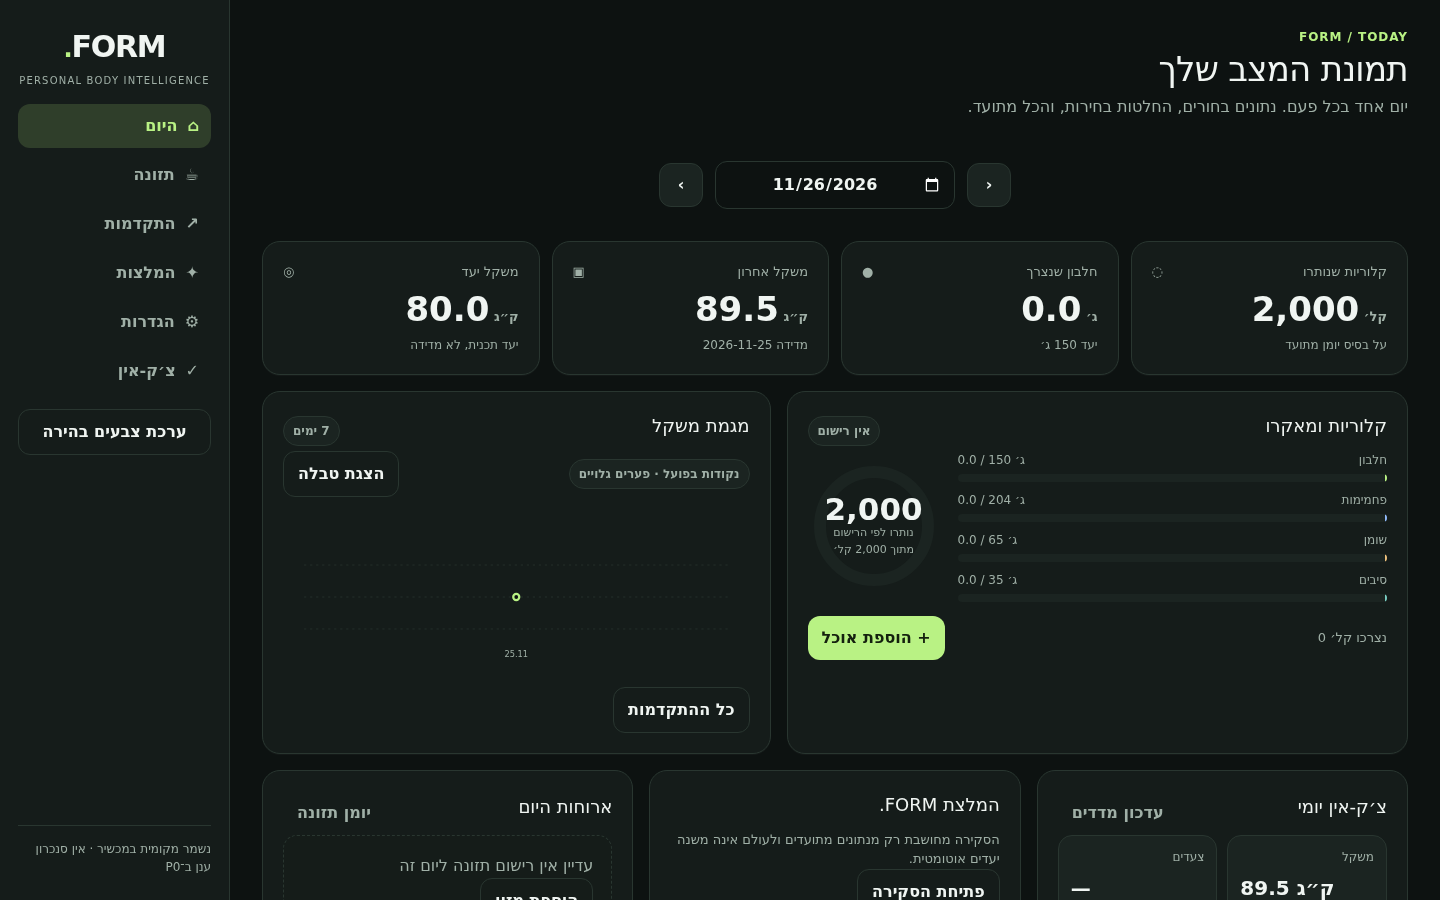 .FORM
PERSONAL BODY INTELLIGENCE
היום
תזונה
התקדמות
המלצות
הגדרות
צ׳ק-אין
ערכת צבעים בהירה
נשמר מקומית במכשיר · אין סנכרון
ענן ב־P0
FORM / TODAY
תמונת המצב שלך
יום אחד בכל פעם. נתונים בחורים, החלטות בחירות, והכל מתועד.
11/26/2026
קלוריות שנותרו
2,000 קל׳
על בסיס יומן מתועד
חלבון שנצרך
0.0 ג׳
יעד 150 ג׳
משקל אחרון
89.5 ק״ג
מדידה 2026-11-25
משקל יעד
80.0 ק״ג
יעד תכנית, לא מדידה
קלוריות ומאקרו
אין רישום
חלבון
0.0 / 150 ג׳
פחמימות
0.0 / 204 ג׳
שומן
0.0 / 65 ג׳
סיבים
0.0 / 35 ג׳
2,000
נותרו לפי הרישום
מתוך 2,000 קל׳
נצרכו קל׳ 0
+ הוספת אוכל
מגמת משקל
7 ימים
נקודות בפועל · פערים גלויים
הצגת טבלה
25.11
כל ההתקדמות
צ׳ק-אין יומי
עדכון מדדים
משקל
89.5 ק״ג
צעדים
—
המלצת FORM.
הסקירה מחושבת רק מנתונים מתועדים ולעולם אינה משנה
יעדים אוטומטית.
פתיחת הסקירה
ארוחות היום
יומן תזונה
עדיין אין רישום תזונה ליום זה
הוספת מזון